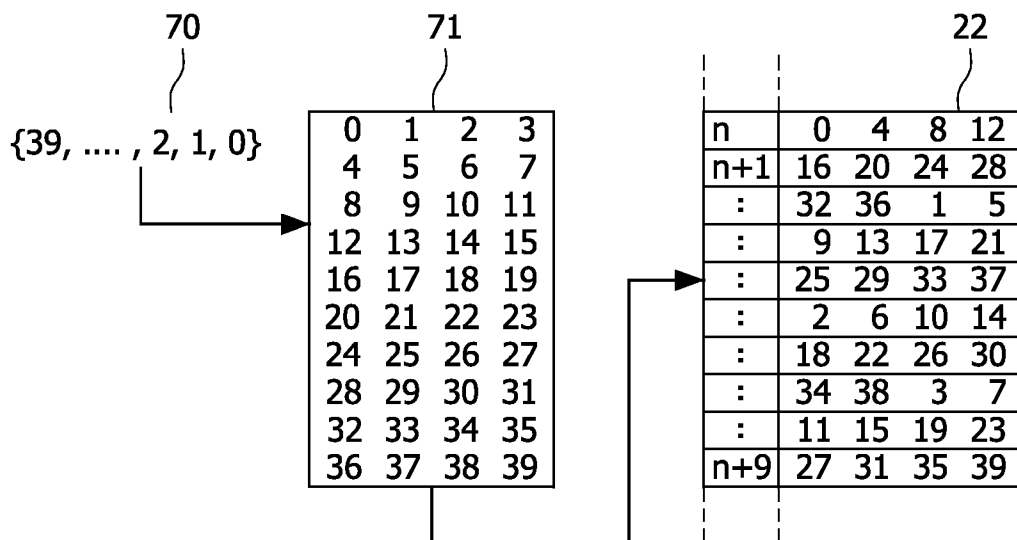 70 71 22
{39, .... , 2, 1, 0}
0 1 2 3
4 5 6 7
8 9 10 11
12 13 14 15
16 17 18 19
20 21 22 23
24 25 26 27
28 29 30 31
32 33 34 35
36 37 38 39
n 0 4 8 12
n+1 16 20 24 28
: 32 36 1 5
: 9 13 17 21
: 25 29 33 37
: 2 6 10 14
: 18 22 26 30
: 34 38 3 7
: 11 15 19 23
n+9 27 31 35 39